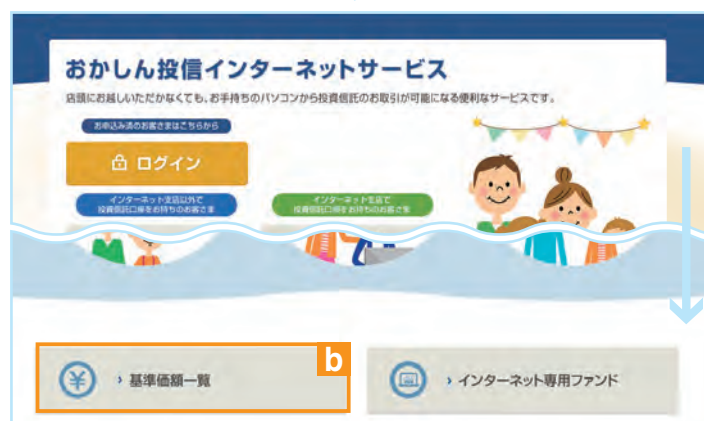 おかしん投信インターネットサービス
店頭にお越しいただかなくても、お手持ちのパソコンから投資信託のお取引が可能になる便利なサービスです。
お申込み済のお客さまはこちらから
ログイン
インターネット支店以外で
投資信託口座をお持ちのお客さま
インターネット支店で
投資信託口座をお持ちのお客さま
b
¥
› 基準価額一覧
› インターネット専用ファンド